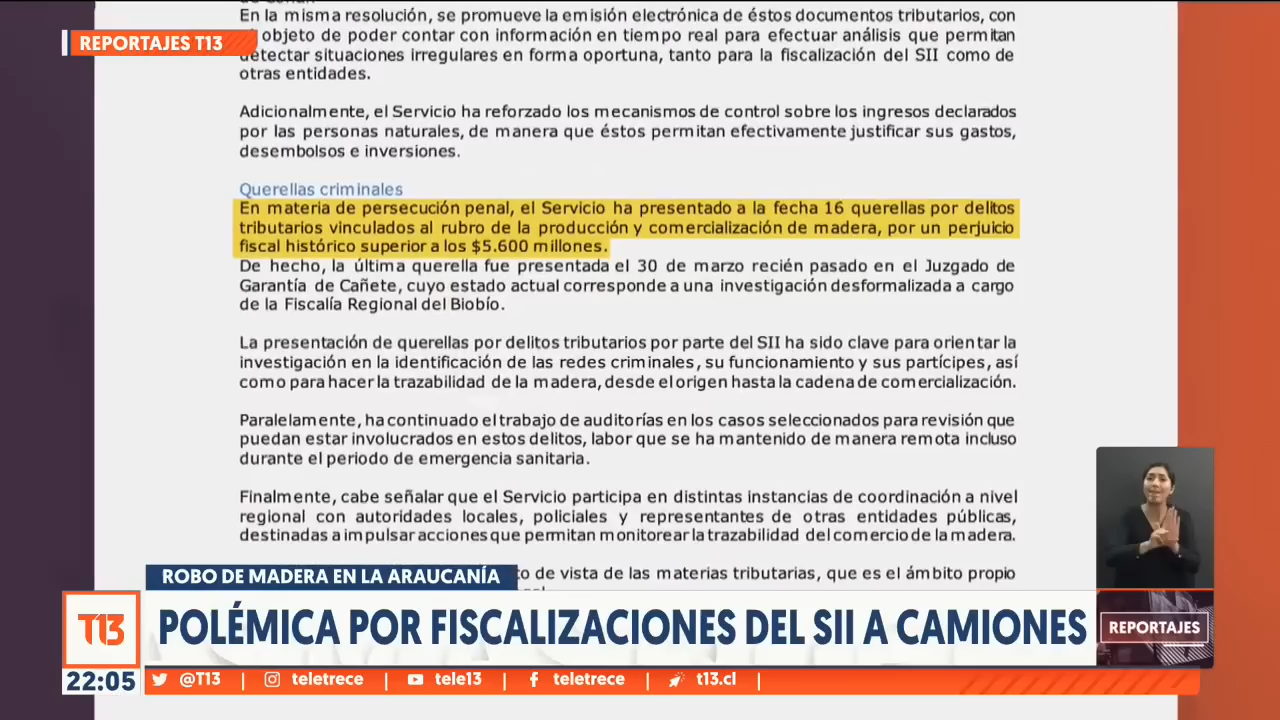 REPORTAJES T13
En la misma resolución, se promueve la emisión electrónica de éstos documentos tributarios, con
objeto de poder contar con información en tiempo real para efectuar análisis que permitan
detectar situaciones irregulares en forma oportuna, tanto para la fiscalización del SII como de
otras entidades.
Adicionalmente, el Servicio ha reforzado los mecanismos de control sobre los ingresos declarados
por las personas naturales, de manera que éstos permitan efectivamente justificar sus gastos,
desembolsos e inversiones.
Querellas criminales
En materia de persecución penal, el Servicio ha presentado a la fecha 16 querellas por delitos
tributarios vinculados al rubro de la producción y comercialización de madera, por un perjuicio
fiscal histórico superior a los $5.600 millones.
De hecho, la última querella fue presentada el 30 de marzo recién pasado en el Juzgado de
Garantía de Cañete, cuyo estado actual corresponde a una investigación desformalizada a cargo
de la Fiscalía Regional del Biobío.
La presentación de querellas por delitos tributarios por parte del SII ha sido clave para orientar la
investigación en la identificación de las redes criminales, su funcionamiento y sus partícipes, así
como para hacer la trazabilidad de la madera, desde el origen hasta la cadena de comercialización.
Paralelamente, ha continuado el trabajo de auditorías en los casos seleccionados para revisión que
puedan estar involucrados en estos delitos, labor que se ha mantenido de manera remota incluso
durante el periodo de emergencia sanitaria.
Finalmente, cabe señalar que el Servicio participa en distintas instancias de coordinación a nivel
regional con autoridades locales, policiales y representantes de otras entidades públicas,
destinadas a impulsar acciones que permitan monitorear la trazabilidad del comercio de la madera.
de vista de las materias tributarias, que es el ámbito propio
ROBO DE MADERA EN LA ARAUCANÍA
T13
POLÉMICA POR FISCALIZACIONES DEL SII A CAMIONES
REPORTAJES
22:05
@T13 | teletrece | tele13 | teletrece | t13.cl |